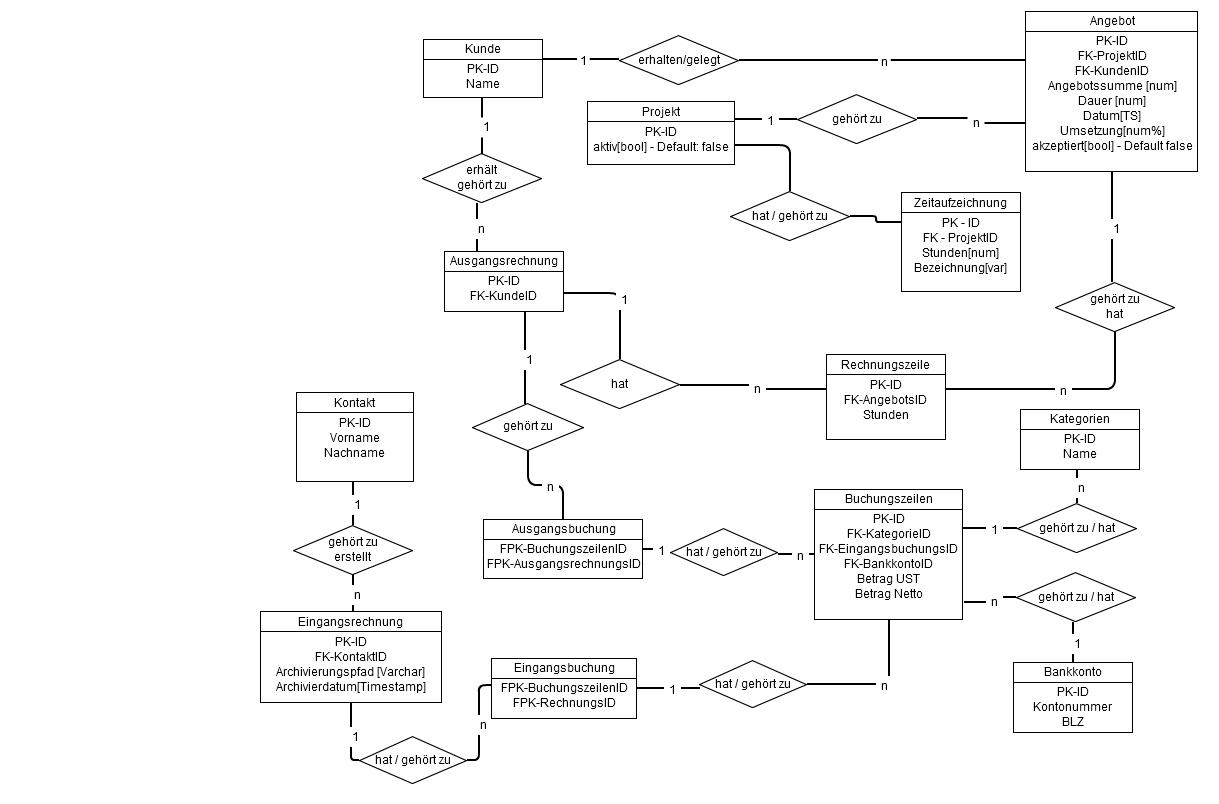 Angebot
PK-ID
FK-ProjektID
FK-KundenID
Angebotssumme [num]
Dauer [num]
Datum[TS]
Umsetzung[num%]
akzeptiert[bool] - Default false
Kunde
PK-ID
Name
1
erhalten/gelegt
n
Projekt
PK-ID
aktiv[bool] - Default: false
1
gehört zu
n
1
erhält
gehört zu
n
hat / gehört zu
Zeitaufzeichnung
PK - ID
FK - ProjektID
Stunden[num]
Bezeichnung[var]
1
gehört zu
hat
n
Ausgangsrechnung
PK-ID
FK-KundeID
1
hat
n
Rechnungszeile
PK-ID
FK-AngebotsID
Stunden
1
gehört zu
n
Kontakt
PK-ID
Vorname
Nachname
1
gehört zu
erstellt
n
Kategorien
PK-ID
Name
n
1
gehört zu / hat
Buchungszeilen
PK-ID
FK-KategorieID
FK-EingangsbuchungsID
FK-BankkontoID
Betrag UST
Betrag Netto
Ausgangsbuchung
FPK-BuchungszeilenID
FPK-AusgangsrechnungsID
1
hat / gehört zu
n
n
gehört zu / hat
1
Bankkonto
PK-ID
Kontonummer
BLZ
Eingangsrechnung
PK-ID
FK-KontaktID
Archivierungspfad [Varchar]
Archivierdatum[Timestamp]
Eingangsbuchung
FPK-BuchungszeilenID
FPK-RechnungsID
1
hat / gehört zu
n
1
hat / gehört zu
n